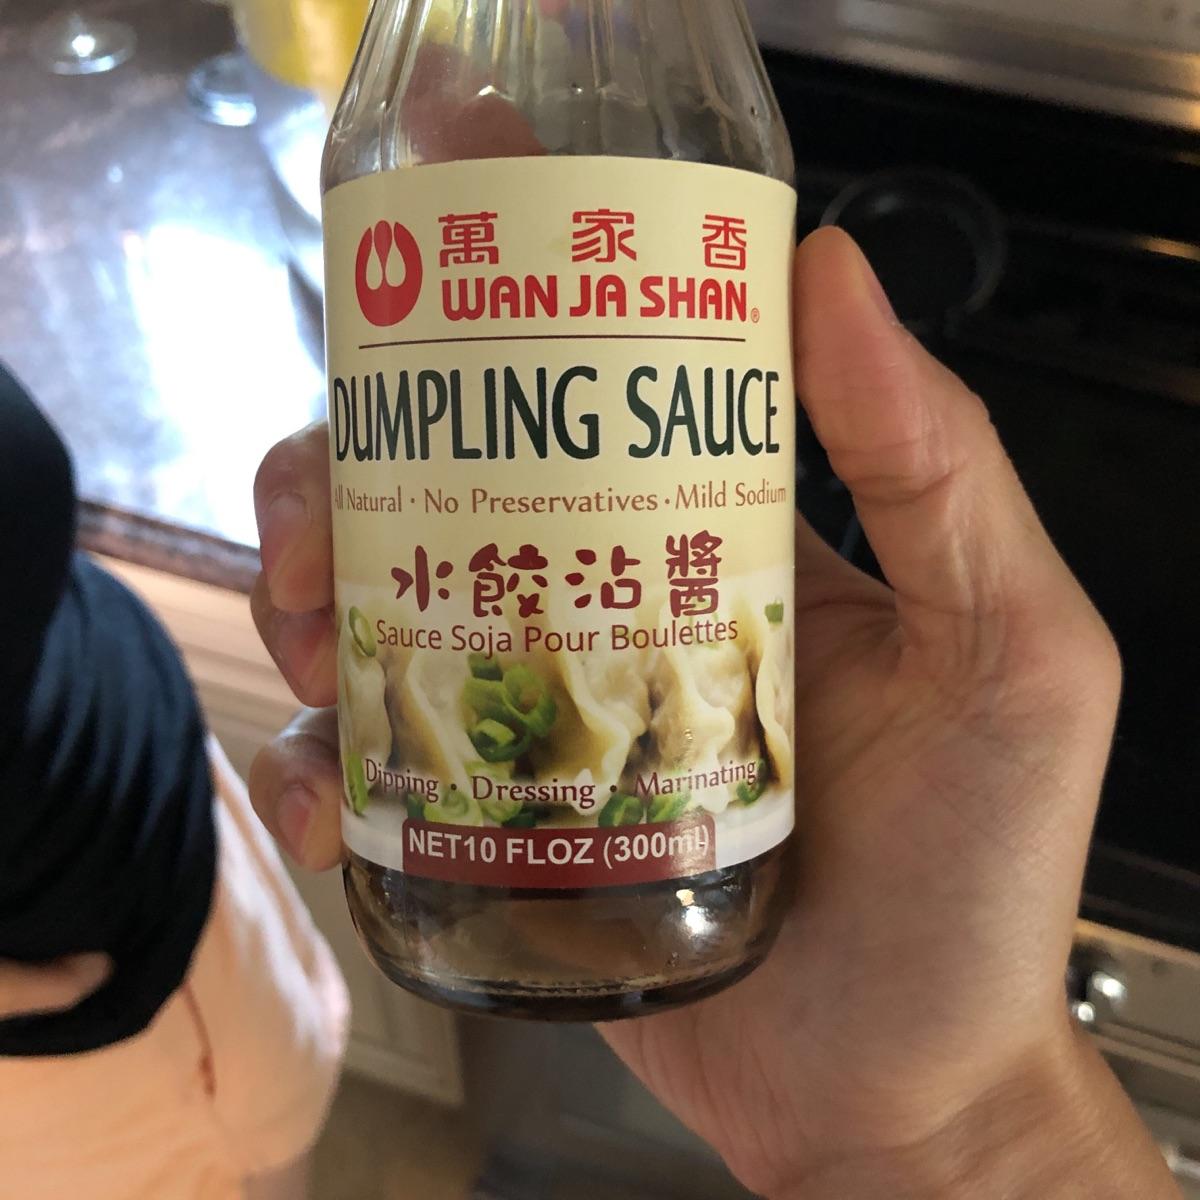 萬家香
WAN JA SHAN®
DUMPLING SAUCE
All Natural · No Preservatives · Mild Sodium
水餃沾醬
Sauce Soja Pour Boulettes
Dipping · Dressing · Marinating
NET10 FLOZ (300ml)